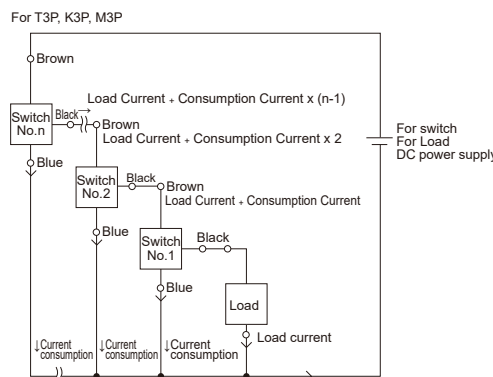 For T3P, K3P, M3P
Brown
Load Current + Consumption Current x (n-1)
Switch
No.n
Black
→
Brown
Load Current + Consumption Current x 2
For switch
For Load
DC power supply
Blue
Switch
No.2
Black
Brown
Load Current + Consumption Current
Blue
Switch
No.1
Black
Blue
Load
Load current
↓Current
consumption
↓Current
consumption
↓Current
consumption